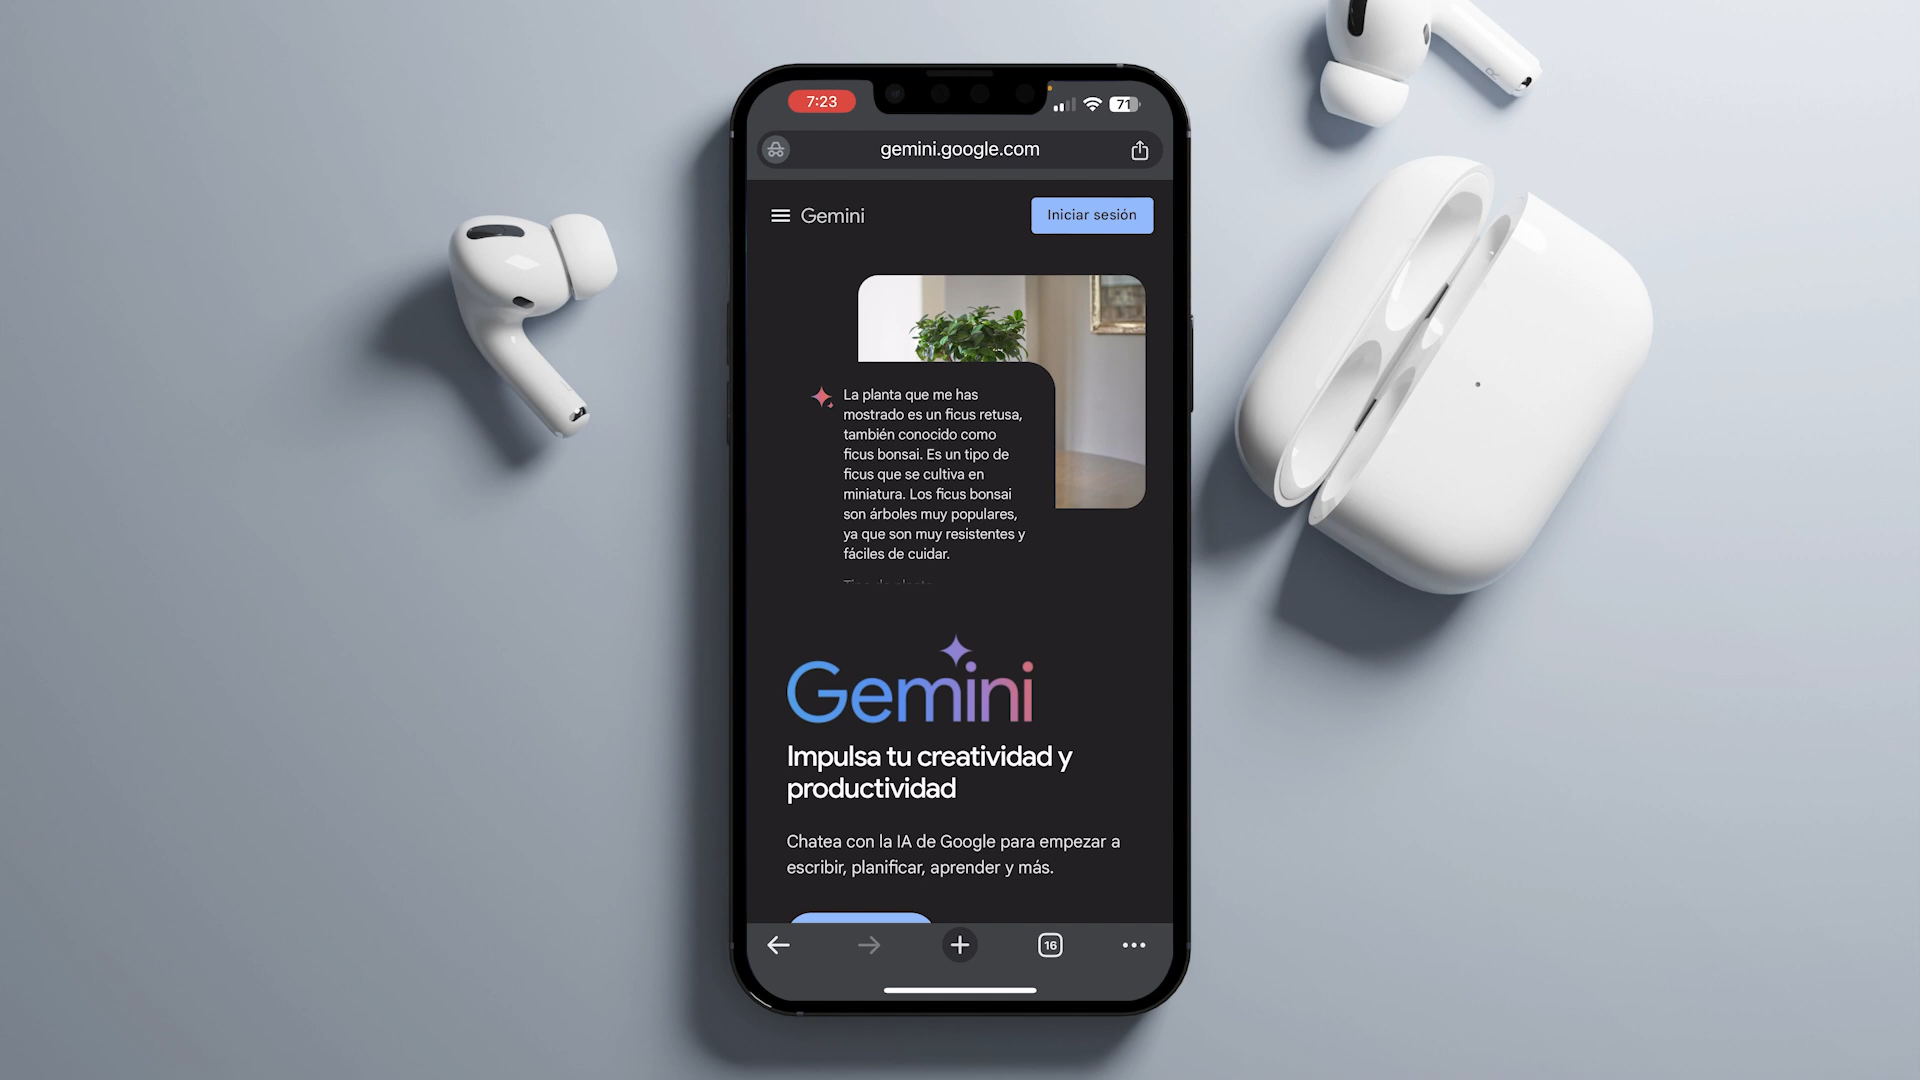 7:23
71
gemini.google.com
Gemini
Iniciar sesión
La planta que me has
mostrado es un ficus retusa,
también conocido como
ficus bonsai. Es un tipo de
ficus que se cultiva en
miniatura. Los ficus bonsai
son árboles muy populares,
ya que son muy resistentes y
fáciles de cuidar.
Gemini
Impulsa tu creatividad y
productividad
Chatea con la IA de Google para empezar a
escribir, planificar, aprender y más.
16
R